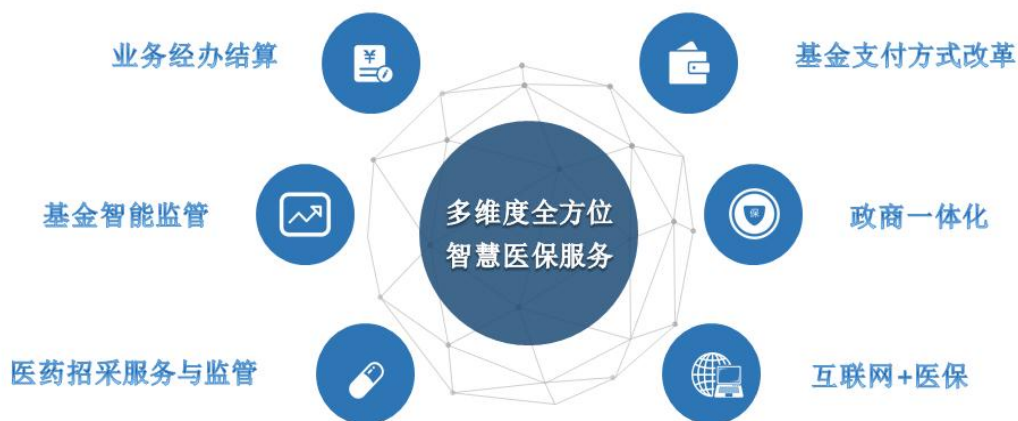 业务经办结算
基金支付方式改革
¥
多维度全方位
智慧医保服务
基金智能监管
保
政商一体化
医药招采服务与监管
互联网+医保